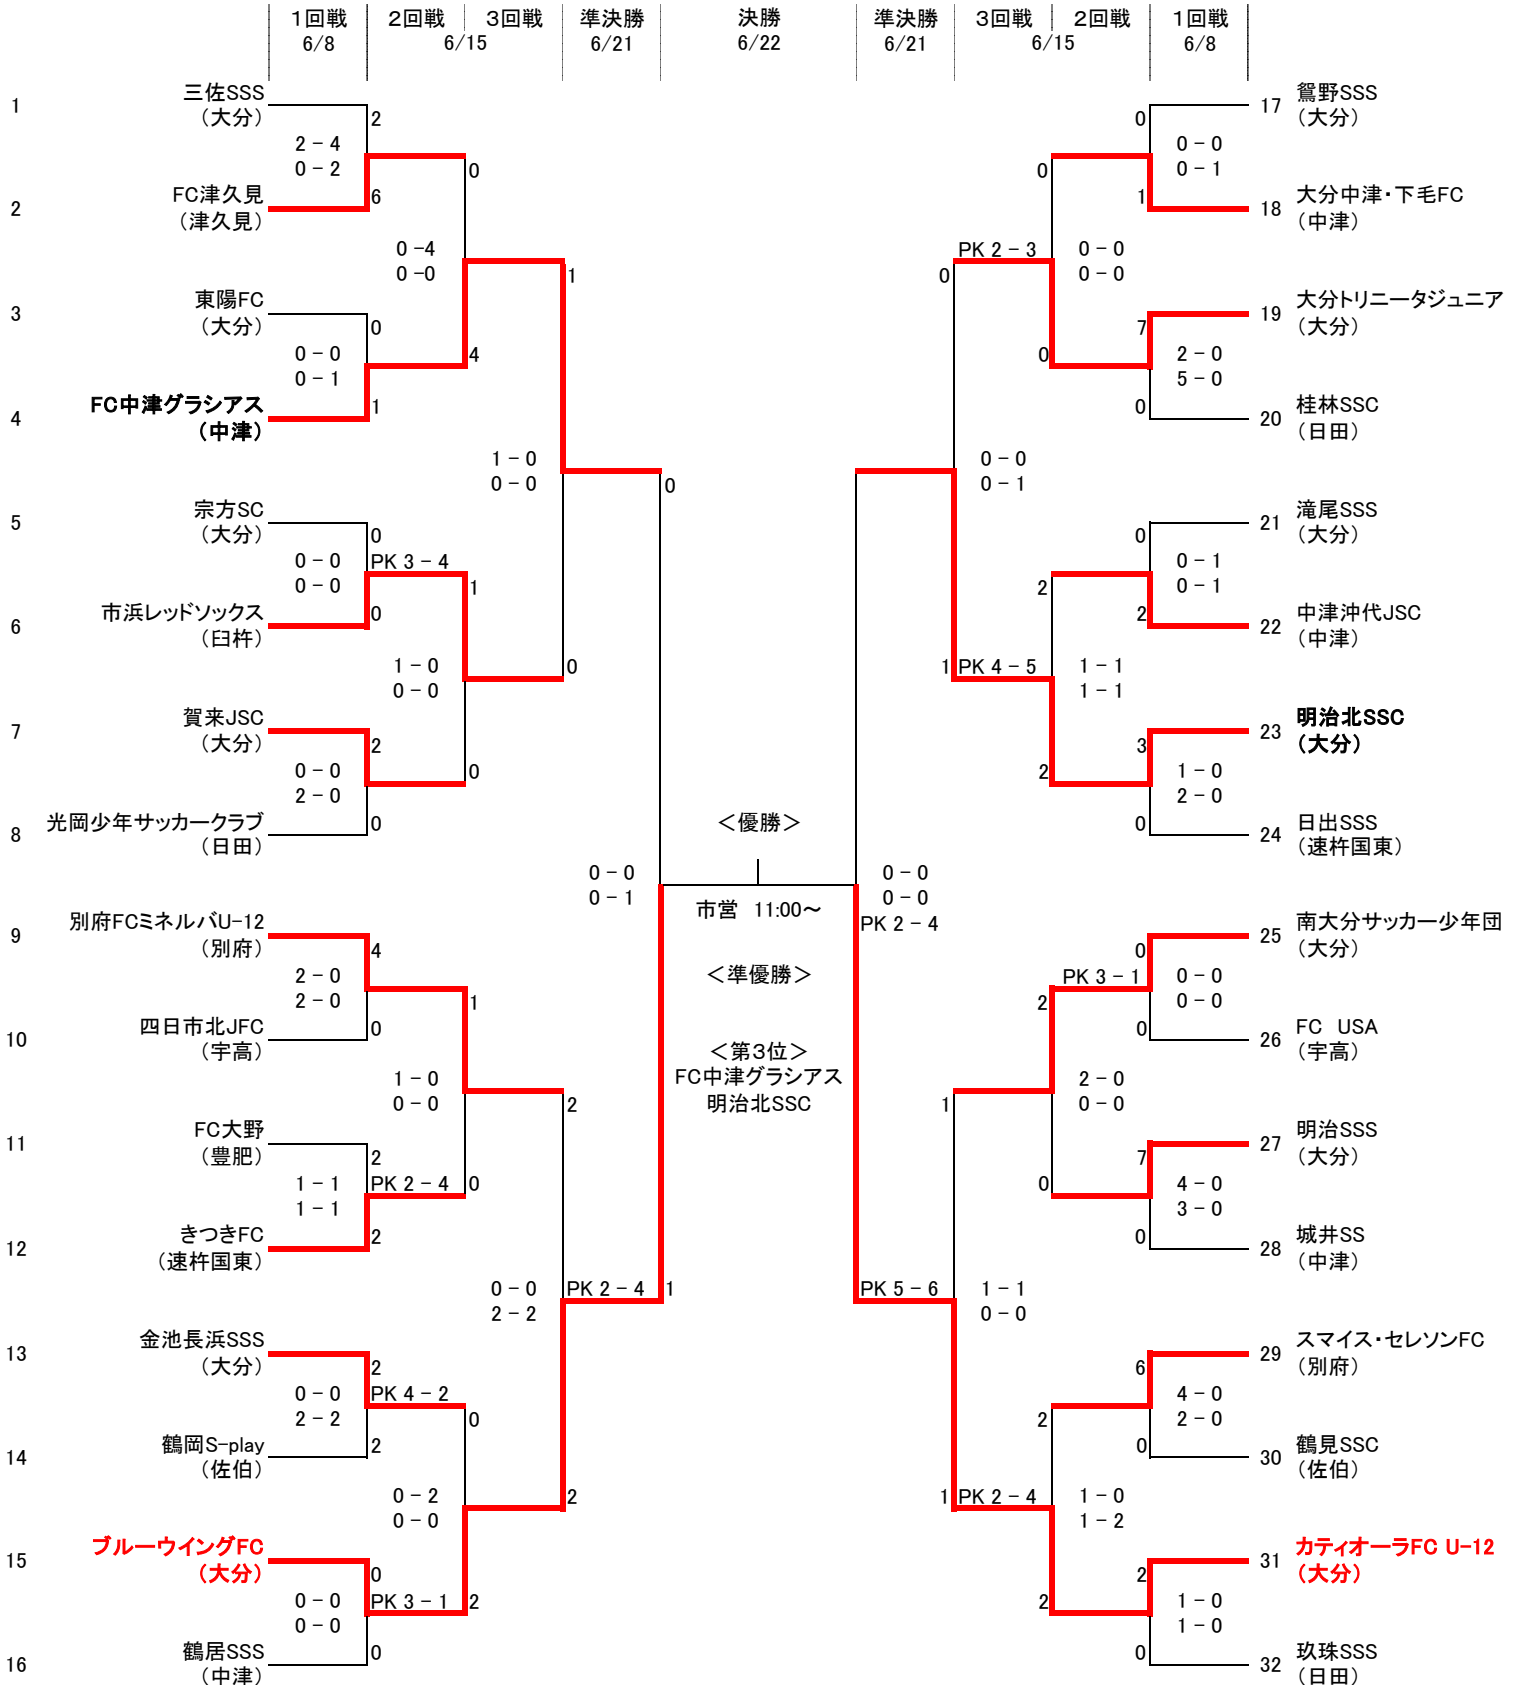 1回戦 2回戦 3回戦 準決勝 決勝 準決勝 3回戦 2回戦 1回戦
6/8 6/15 6/21 6/22 6/21 6/15 6/8
1 三佐SSS
（大分）
2
2 - 4
0 - 2
0
FC津久見
2 （津久見）
6
0 -4
0 -0
1
東陽FC
3 （大分）
0
0 - 0
0 - 1
4
FC中津グラシアス
4 （中津）
1
1 - 0
0 - 0
0
宗方SC
5 （大分）
0
0 - 0
0 - 0
PK 3 - 4
1
市浜レッドソックス
6 （臼杵）
0
1 - 0
0 - 0
0
賀来JSC
7 （大分）
2
0 - 0
2 - 0
0
光岡少年サッカークラブ
8 （日田）
0
0 - 0
0 - 1
別府FCミネルバU-12
9 （別府）
4
2 - 0
2 - 0
1
四日市北JFC
10 （宇高）
0
1 - 0
0 - 0
2
FC大野
11 （豊肥）
2
1 - 1
1 - 1
PK 2 - 4
0
きつきFC
12 （速杵国東）
2
0 - 0
2 - 2
PK 2 - 4
1
金池長浜SSS
13 （大分）
2
0 - 0
2 - 2
PK 4 - 2
0
鶴岡S-play
14 （佐伯）
2
0 - 2
0 - 0
2
ブルーウイングFC
15 （大分）
0
0 - 0
0 - 0
PK 3 - 1
2
鶴居SSS
16 （中津）
0
＜優勝＞
市営 11:00～
＜準優勝＞
＜第3位＞
FC中津グラシアス
明治北SSC
鴛野SSS
17 （大分）
0
0 - 0
0 - 1
0
大分中津・下毛FC
18 （中津）
1
PK 2 - 3
0 - 0
0 - 0
0
大分トリニータジュニア
19 （大分）
7
2 - 0
5 - 0
0
桂林SSC
20 （日田）
0
0 - 0
0 - 1
滝尾SSS
21 （大分）
0
0 - 1
0 - 1
2
中津沖代JSC
22 （中津）
2
1
PK 4 - 5
1 - 1
1 - 1
明治北SSC
23 （大分）
3
1 - 0
2 - 0
2
日出SSS
24 （速杵国東）
0
0 - 0
0 - 0
PK 2 - 4
南大分サッカー少年団
25 （大分）
0
PK 3 - 1
0 - 0
0 - 0
2
FC USA
26 （宇高）
0
2 - 0
0 - 0
1
明治SSS
27 （大分）
7
4 - 0
3 - 0
0
城井SS
28 （中津）
0
PK 5 - 6
1 - 1
0 - 0
スマイス・セレソンFC
29 （別府）
6
4 - 0
2 - 0
2
鶴見SSC
30 （佐伯）
0
1
PK 2 - 4
1 - 0
1 - 2
カティオーラFC U-12
31 （大分）
2
1 - 0
1 - 0
2
玖珠SSS
32 （日田）
0